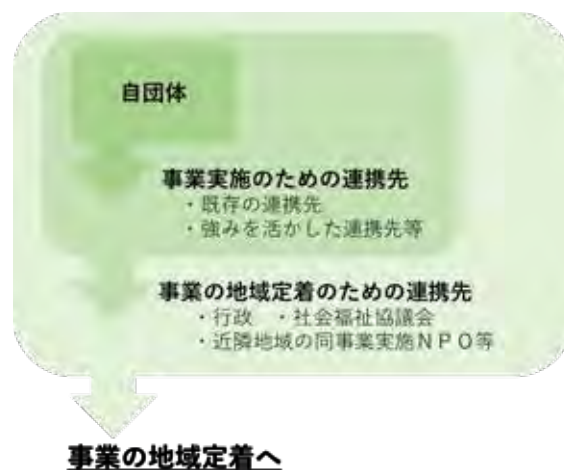 自団体
事業実施のための連携先
・既存の連携先
・強みを活かした連携先等
事業の地域定着のための連携先
・行政 ・社会福祉協議会
・近隣地域の同事業実施ＮＰＯ等
事業の地域定着へ